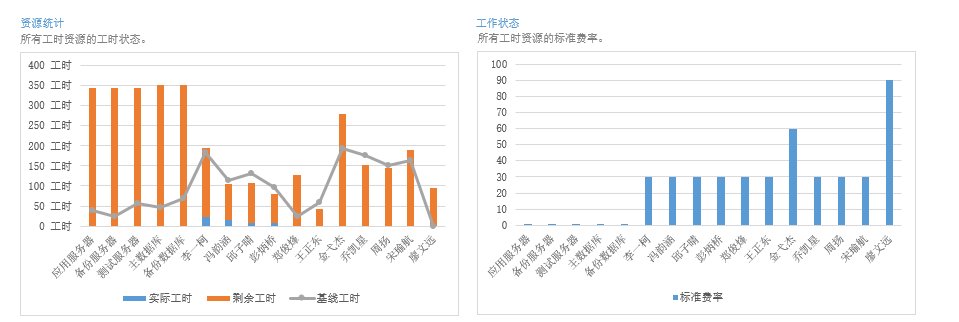 资源统计
所有工时资源的工时状态。
400 工时
350 工时
300 工时
250 工时
200 工时
150 工时
100 工时
50 工时
0 工时
应用服务器
备份服务器
测试服务器
主数据库
备份数据库
李一柯
冯韵涵
邱子晴
彭炳桥
郑俊锋
王正东
金弋杰
乔凯星
周扬
宋瑜航
廖文远
实际工时 剩余工时 基线工时
工作状态
所有工时资源的标准费率。
100
90
80
70
60
50
40
30
20
10
0
应用服务器
备份服务器
测试服务器
主数据库
备份数据库
李一柯
冯韵涵
邱子晴
彭炳桥
郑俊锋
王正东
金弋杰
乔凯星
周扬
宋瑜航
廖文远
标准费率